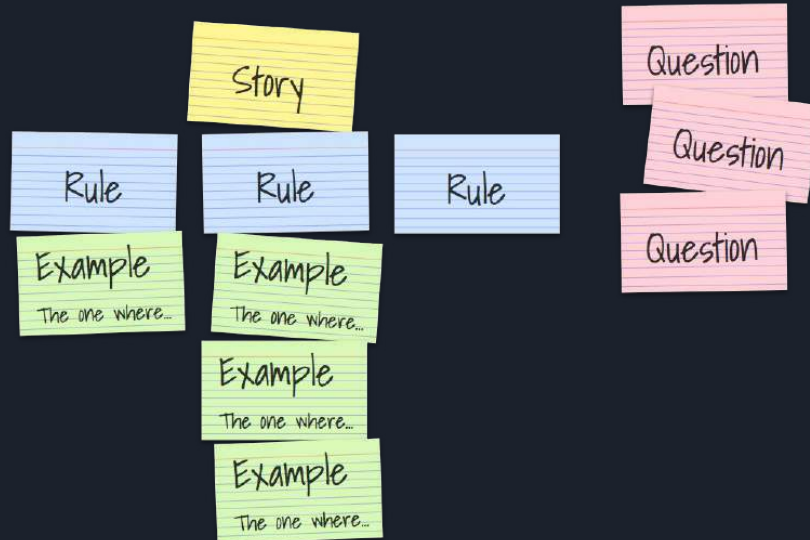 Story
Rule
Rule
Rule
Example
The one where...
Example
The one where...
Example
The one where...
Example
The one where...
Question
Question
Question